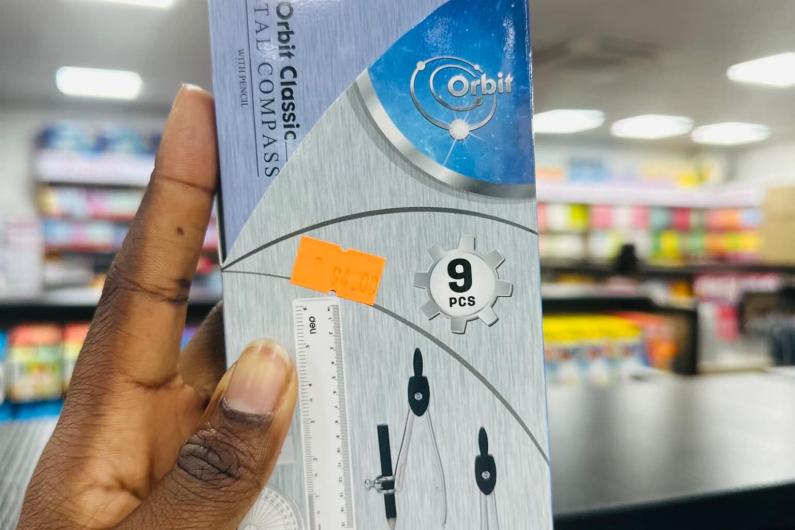 Orbit Classic
TAL COMPASS
WITH PENCIL
Orbit
9
PCS
94.00
deli